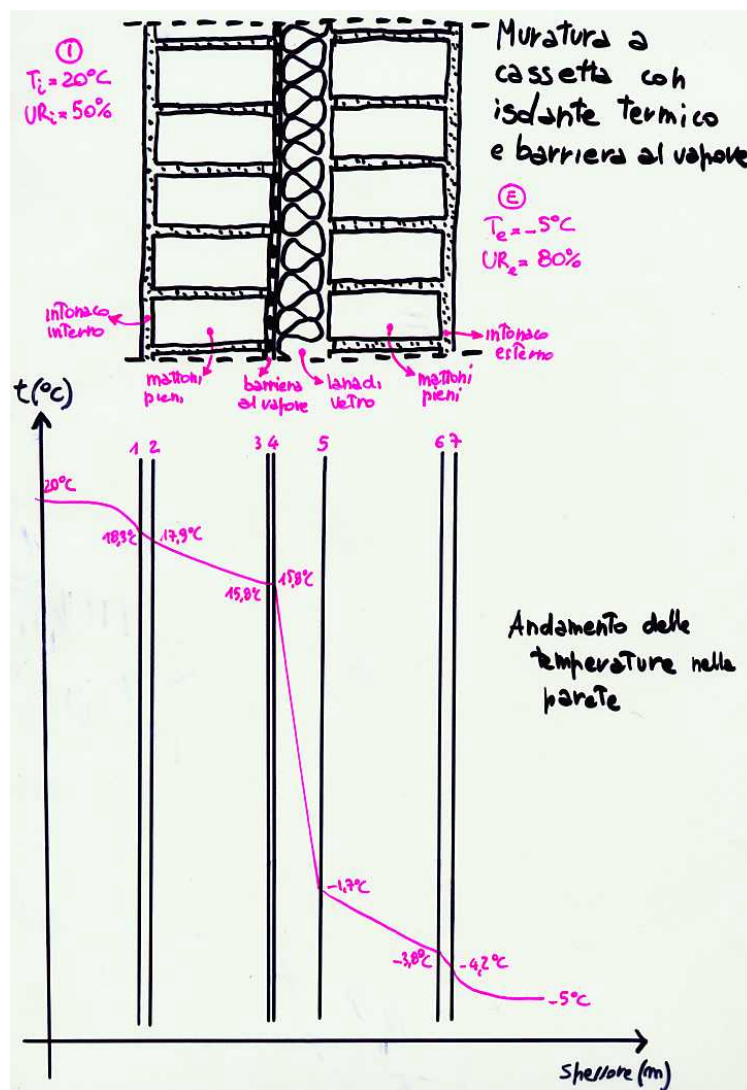 I
Ti = 20°C
URi = 50%
Muratura a
cassetta con
isolante termico
e barriera al vapore
E
Te = -5°C
URe = 80%
intonaco
interno
mattoni
pieni
barriera
al vapore
lana di
vetro
mattoni
pieni
intonaco
esterno
t (°C)
1 2 3 4 5 6 7
20°C
18,3°C
17,9°C
15,8°C
15,8°C
-1,7°C
-3,8°C
-4,2°C
-5°C
Andamento delle
temperature nella
parete
spessore (m)